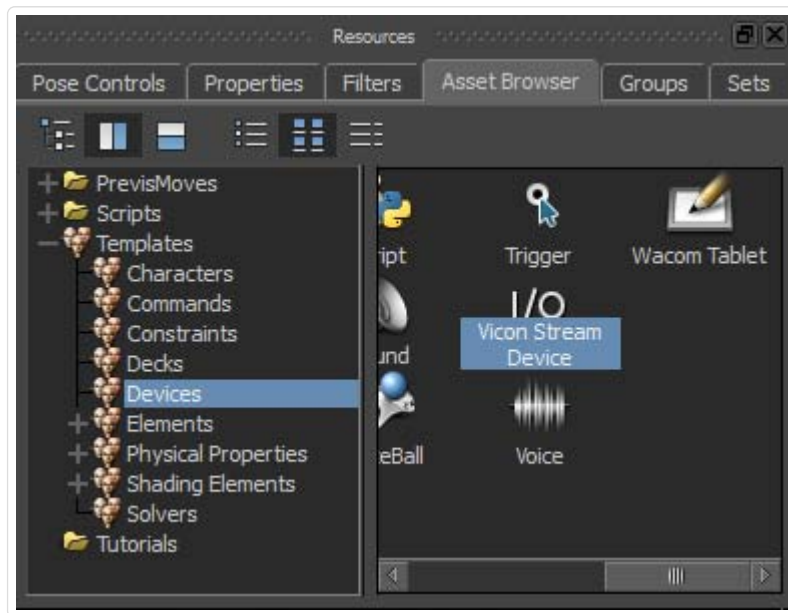 Resources
Pose Controls Properties Filters Asset Browser Groups Sets
PrevisMoves
Scripts
Templates
Characters
Commands
Constraints
Decks
Devices
Elements
Physical Properties
Shading Elements
Solvers
Tutorials
ipt Trigger Wacom Tablet
I/O
und Vicon Stream
Device
eBall Voice